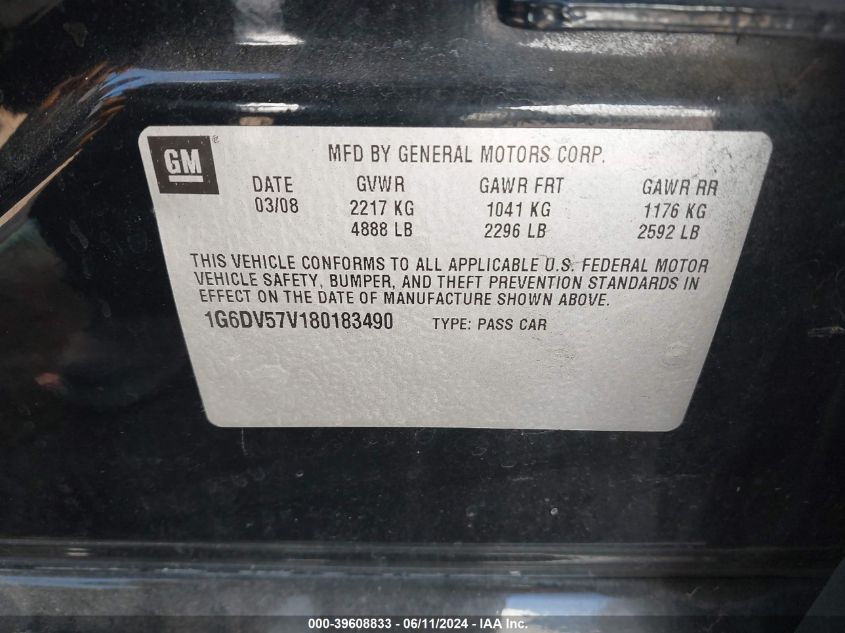 GM ®
MFD BY GENERAL MOTORS CORP.
DATE GVWR GAWR FRT GAWR RR
03/08 2217 KG 1041 KG 1176 KG
4888 LB 2296 LB 2592 LB
THIS VEHICLE CONFORMS TO ALL APPLICABLE U.S. FEDERAL MOTOR
VEHICLE SAFETY, BUMPER, AND THEFT PREVENTION STANDARDS IN
EFFECT ON THE DATE OF MANUFACTURE SHOWN ABOVE.
1G6DV57V180183490 TYPE: PASS CAR
000-39608833 - 06/11/2024 - IAA Inc.